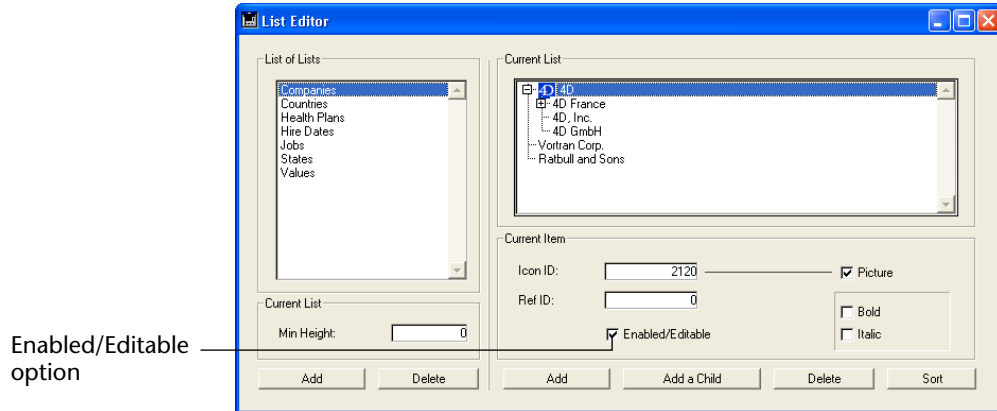 List Editor
List of Lists
Companies
Countries
Health Plans
Hire Dates
Jobs
States
Values
Current List
Min Height: 0
Add Delete
Current List
4D 4D
4D France
4D, Inc.
4D GmbH
Vortran Corp.
Ratbull and Sons
Current Item
Icon ID: 2120 Picture
Ref ID: 0
Bold
Enabled/Editable Italic
Add Add a Child Delete Sort
Enabled/Editable
option